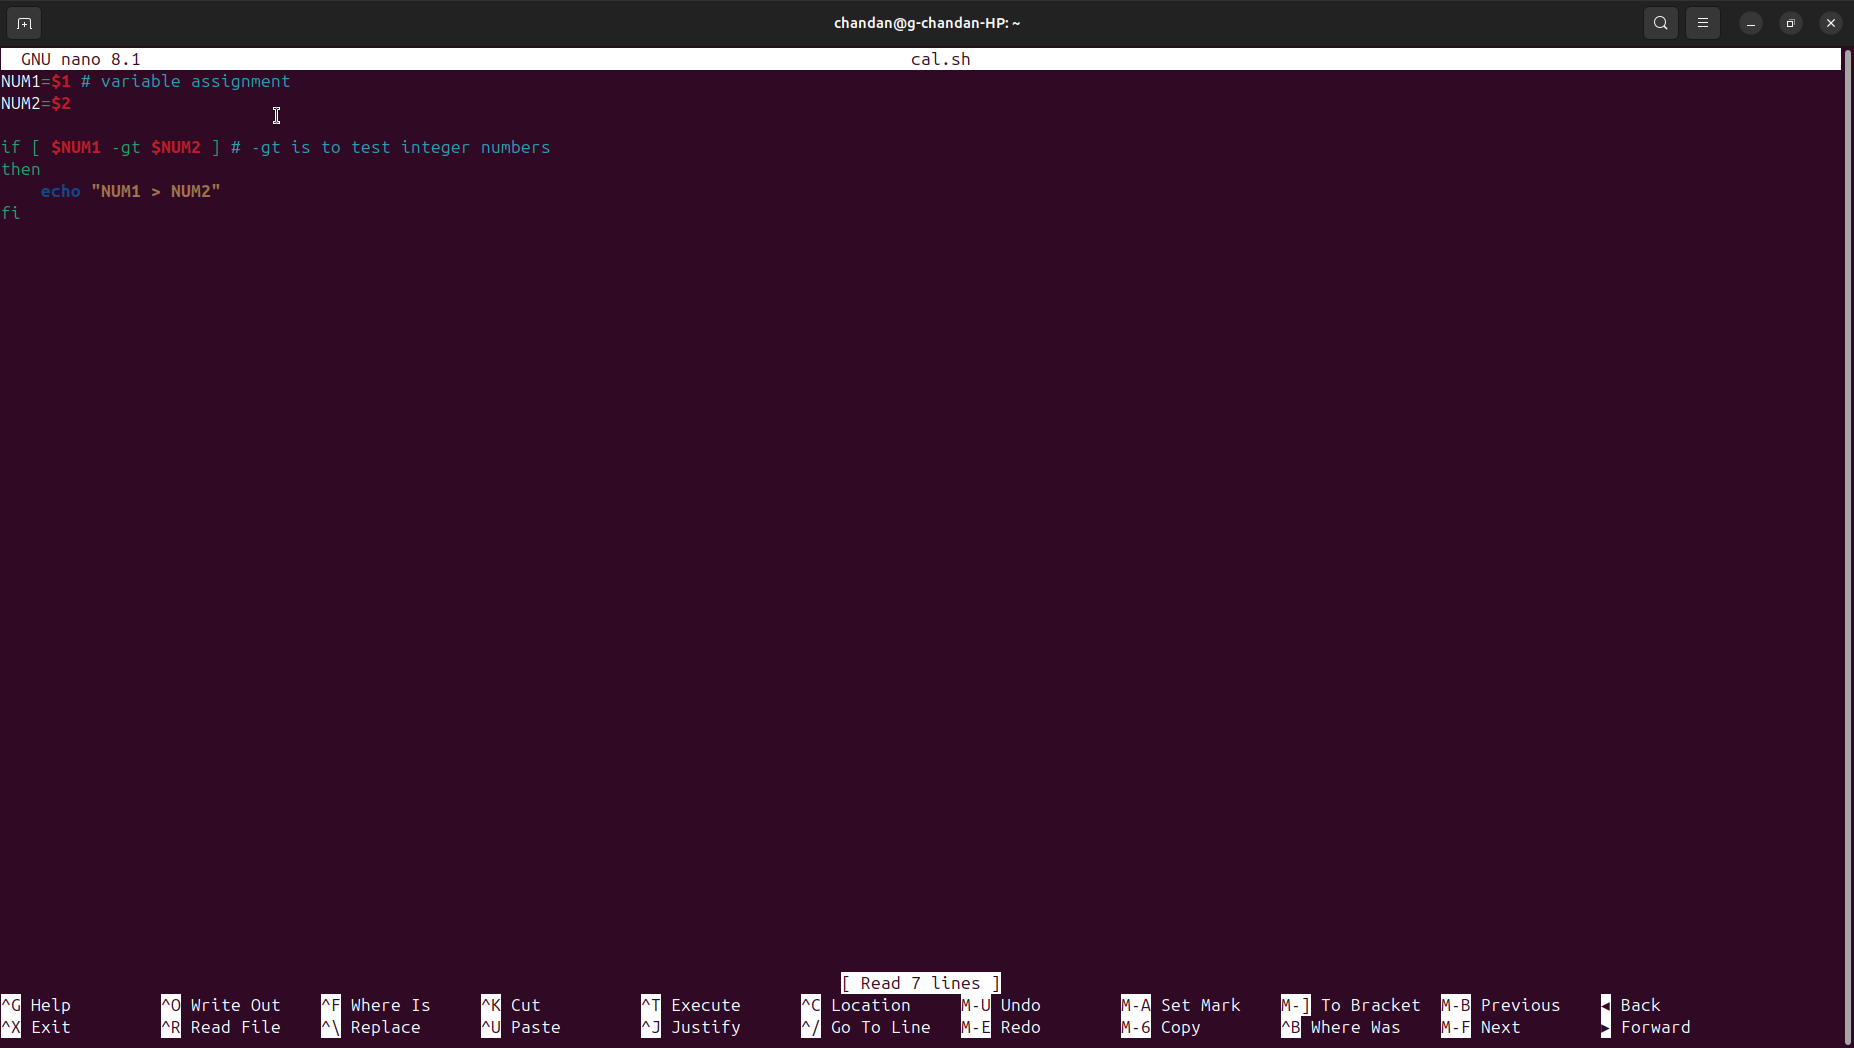 chandan@g-chandan-HP: ~
GNU nano 8.1 cal.sh
NUM1=$1 # variable assignment
NUM2=$2
if [ $NUM1 -gt $NUM2 ] # -gt is to test integer numbers
then
    echo "NUM1 > NUM2"
fi
[ Read 7 lines ]
^G Help ^O Write Out ^F Where Is ^K Cut ^T Execute ^C Location M-U Undo M-A Set Mark M-] To Bracket M-B Previous ◂ Back
^X Exit ^R Read File ^\ Replace ^U Paste ^J Justify ^/ Go To Line M-E Redo M-6 Copy ^B Where Was M-F Next ▸ Forward